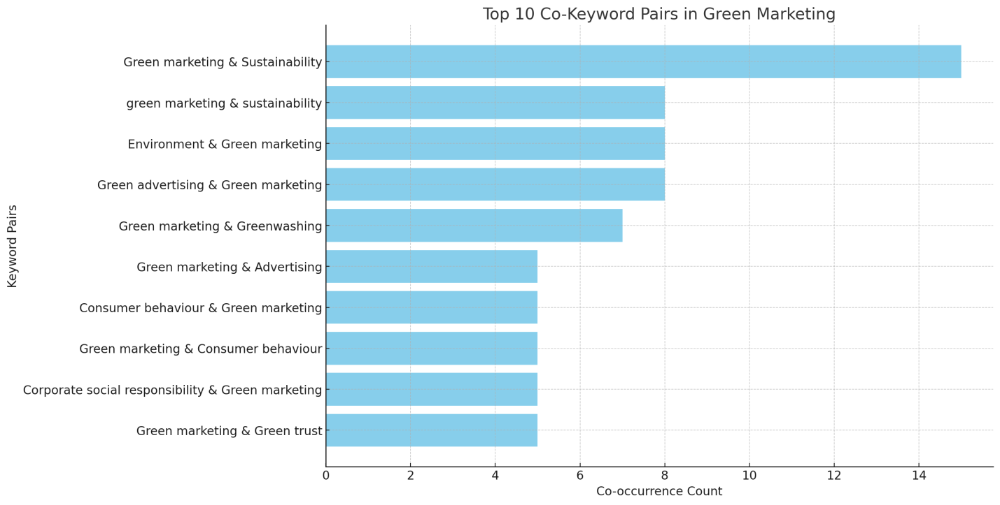 Top 10 Co-Keyword Pairs in Green Marketing
Green marketing & Sustainability
green marketing & sustainability
Environment & Green marketing
Green advertising & Green marketing
Green marketing & Greenwashing
Green marketing & Advertising
Consumer behaviour & Green marketing
Green marketing & Consumer behaviour
Corporate social responsibility & Green marketing
Green marketing & Green trust
Keyword Pairs
0 2 4 6 8 10 12 14
Co-occurrence Count